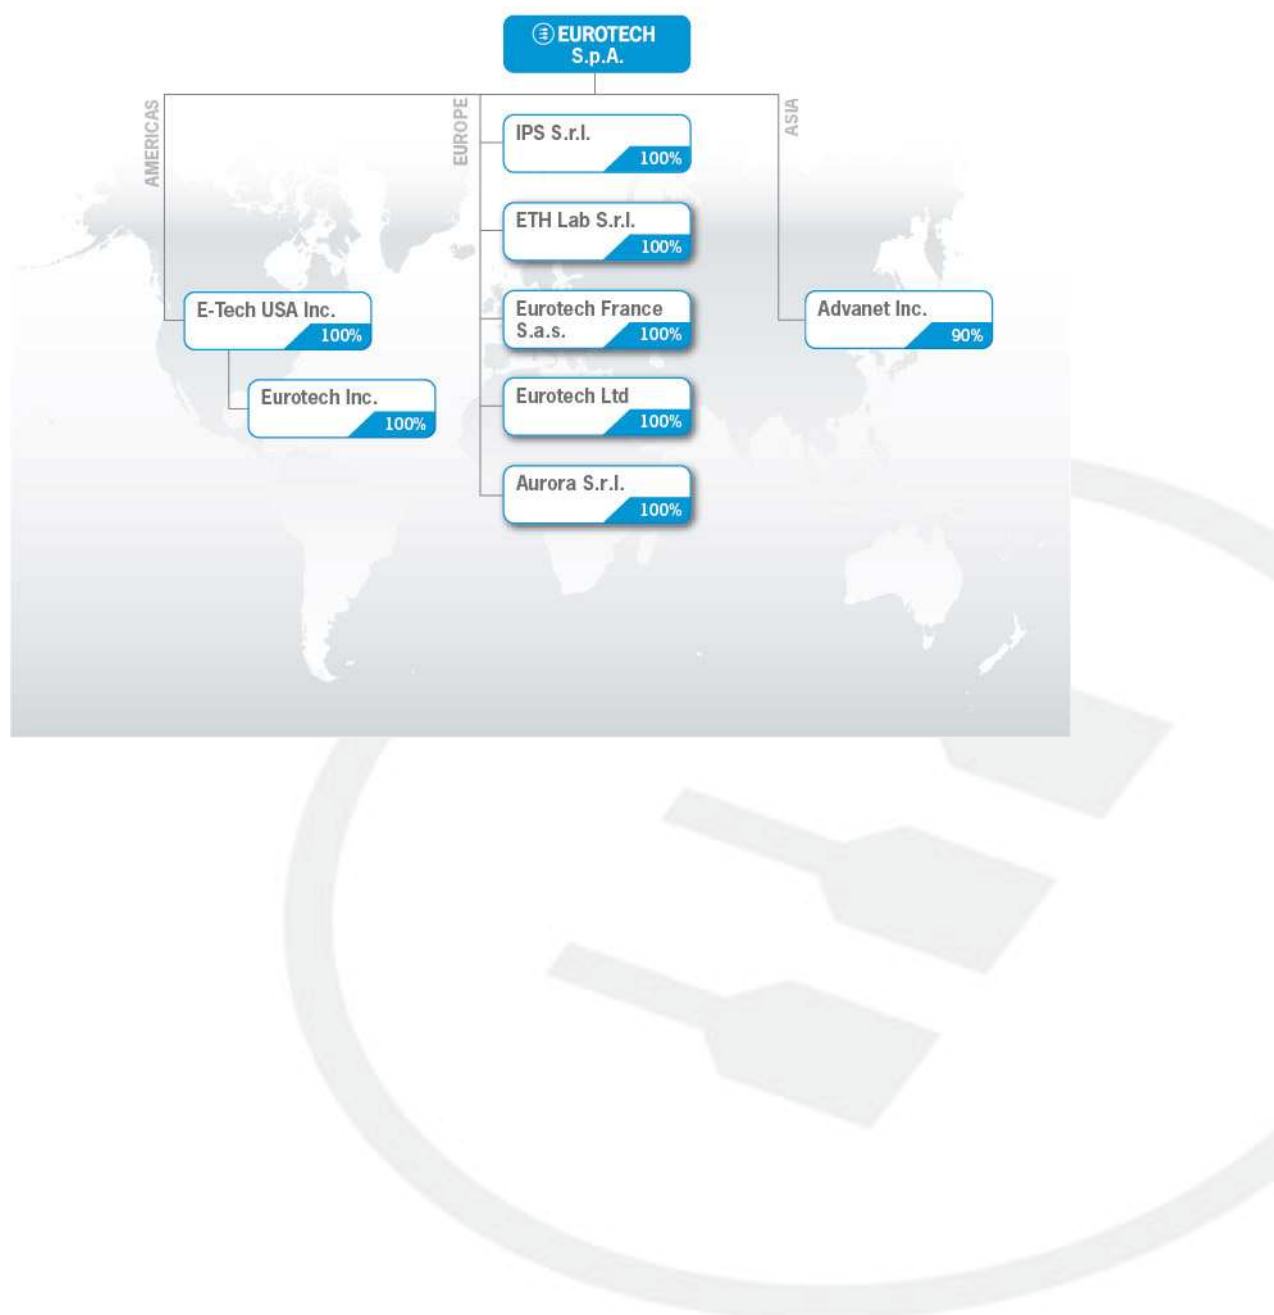 EUROTECH
S.p.A.
AMERICAS
EUROPE
ASIA
IPS S.r.l.
100%
ETH Lab S.r.l.
100%
E-Tech USA Inc.
100%
Eurotech France
S.a.s.
100%
Advanet Inc.
90%
Eurotech Inc.
100%
Eurotech Ltd
100%
Aurora S.r.l.
100%